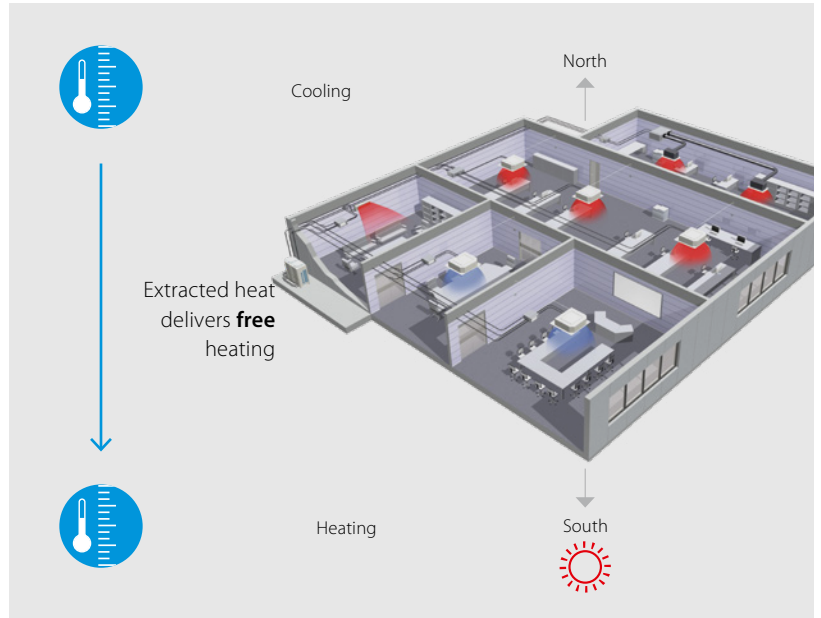 North
Cooling
Extracted heat
delivers free
heating
Heating
South